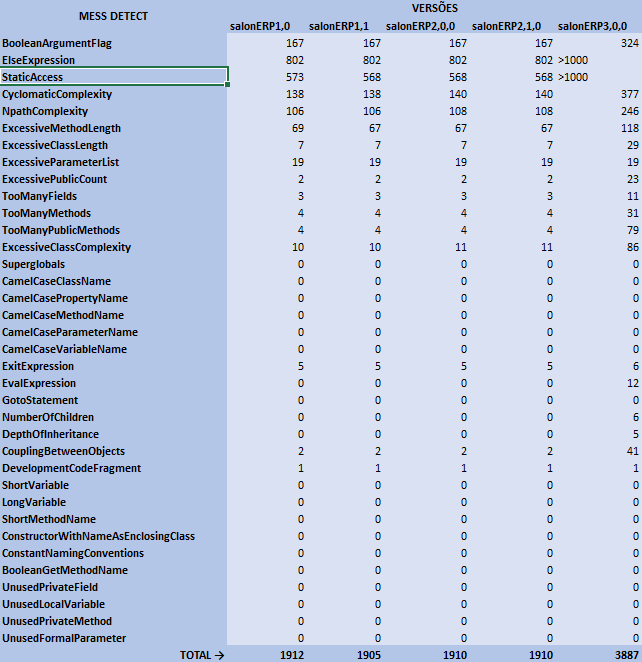 MESS DETECT VERSÕES
salonERP1,0 salonERP1,1 salonERP2,0,0 salonERP2,1,0 salonERP3,0,0
BooleanArgumentFlag 167 167 167 167 324
ElseExpression 802 802 802 802 >1000
StaticAccess 573 568 568 568 >1000
CyclomaticComplexity 138 138 140 140 377
NpathComplexity 106 106 108 108 246
ExcessiveMethodLength 69 67 67 67 118
ExcessiveClassLength 7 7 7 7 29
ExcessiveParameterList 19 19 19 19 19
ExcessivePublicCount 2 2 2 2 23
TooManyFields 3 3 3 3 11
TooManyMethods 4 4 4 4 31
TooManyPublicMethods 4 4 4 4 79
ExcessiveClassComplexity 10 10 11 11 86
Superglobals 0 0 0 0 0
CamelCaseClassName 0 0 0 0 0
CamelCasePropertyName 0 0 0 0 0
CamelCaseMethodName 0 0 0 0 0
CamelCaseParameterName 0 0 0 0 0
CamelCaseVariableName 0 0 0 0 0
ExitExpression 5 5 5 5 6
EvalExpression 0 0 0 0 12
GotoStatement 0 0 0 0 0
NumberOfChildren 0 0 0 0 6
DepthOfInheritance 0 0 0 0 5
CouplingBetweenObjects 2 2 2 2 41
DevelopmentCodeFragment 1 1 1 1 1
ShortVariable 0 0 0 0 0
LongVariable 0 0 0 0 0
ShortMethodName 0 0 0 0 0
ConstructorWithNameAsEnclosingClass 0 0 0 0 0
ConstantNamingConventions 0 0 0 0 0
BooleanGetMethodName 0 0 0 0 0
UnusedPrivateField 0 0 0 0 0
UnusedLocalVariable 0 0 0 0 0
UnusedPrivateMethod 0 0 0 0 0
UnusedFormalParameter 0 0 0 0 0
TOTAL → 1912 1905 1910 1910 3887